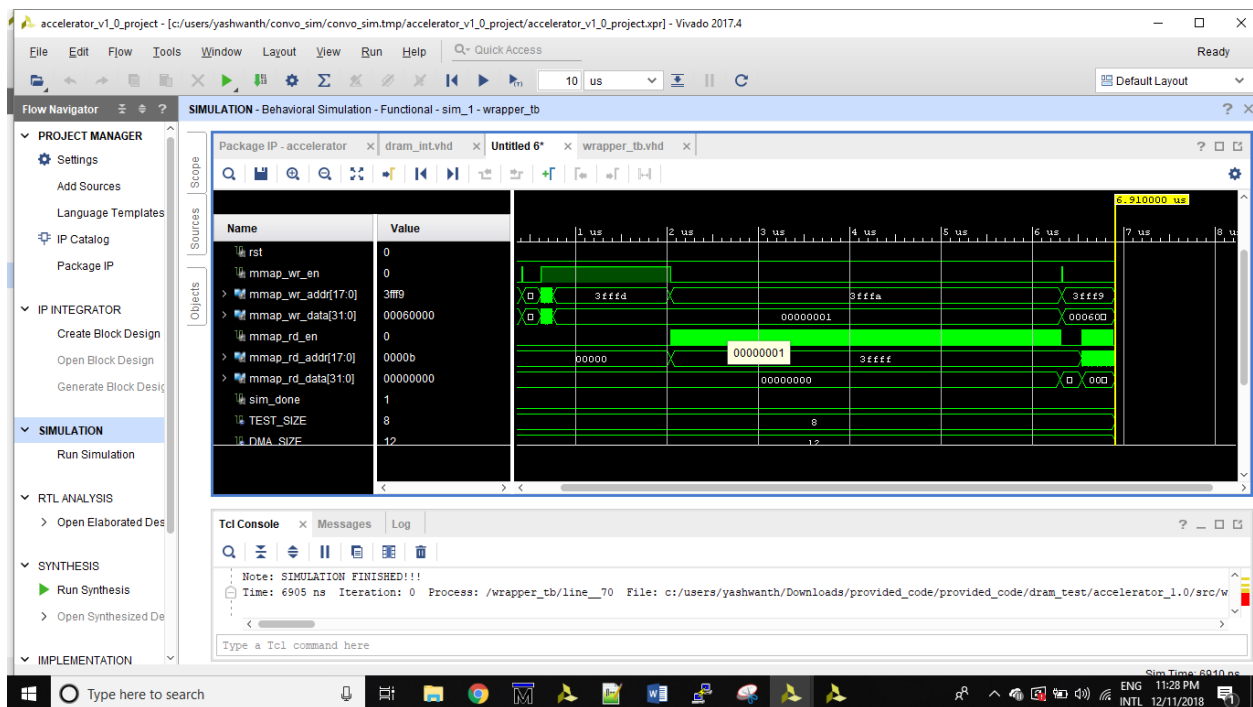 accelerator_v1_0_project - [c:/users/yashwanth/convo_sim/convo_sim.tmp/accelerator_v1_0_project/accelerator_v1_0_project.xpr] - Vivado 2017.4
File Edit Flow Tools Window Layout View Run Help Q- Quick Access Ready
10 us Default Layout
Flow Navigator SIMULATION - Behavioral Simulation - Functional - sim_1 - wrapper_tb
PROJECT MANAGER
Settings
Add Sources
Language Templates
IP Catalog
Package IP
IP INTEGRATOR
Create Block Design
Open Block Design
Generate Block Desig
SIMULATION
Run Simulation
RTL ANALYSIS
Open Elaborated Des
SYNTHESIS
Run Synthesis
Open Synthesized De
IMPLEMENTATION
Scope
Sources
Objects
Package IP - accelerator dram_int.vhd Untitled 6* wrapper_tb.vhd
6.910000 us
Name Value
1 us 2 us 3 us 4 us 5 us 6 us 7 us 8 u
rst 0
mmap_wr_en 0
mmap_wr_addr[17:0] 3fff9 3fffd 3fffa 3fff9
mmap_wr_data[31:0] 00060000 00000001 00060
mmap_rd_en 0
00000001
mmap_rd_addr[17:0] 0000b 00000 3ffff
mmap_rd_data[31:0] 00000000 00000000 00
sim_done 1
TEST_SIZE 8 8
DMA_SIZE 12 12
Tcl Console Messages Log
Note: SIMULATION FINISHED!!!
Time: 6905 ns Iteration: 0 Process: /wrapper_tb/line__70 File: c:/users/yashwanth/Downloads/provided_code/provided_code/dram_test/accelerator_1.0/src/w
Type a Tcl command here
Sim Time: 6910 ns
Type here to search
ENG 11:28 PM
INTL 12/11/2018